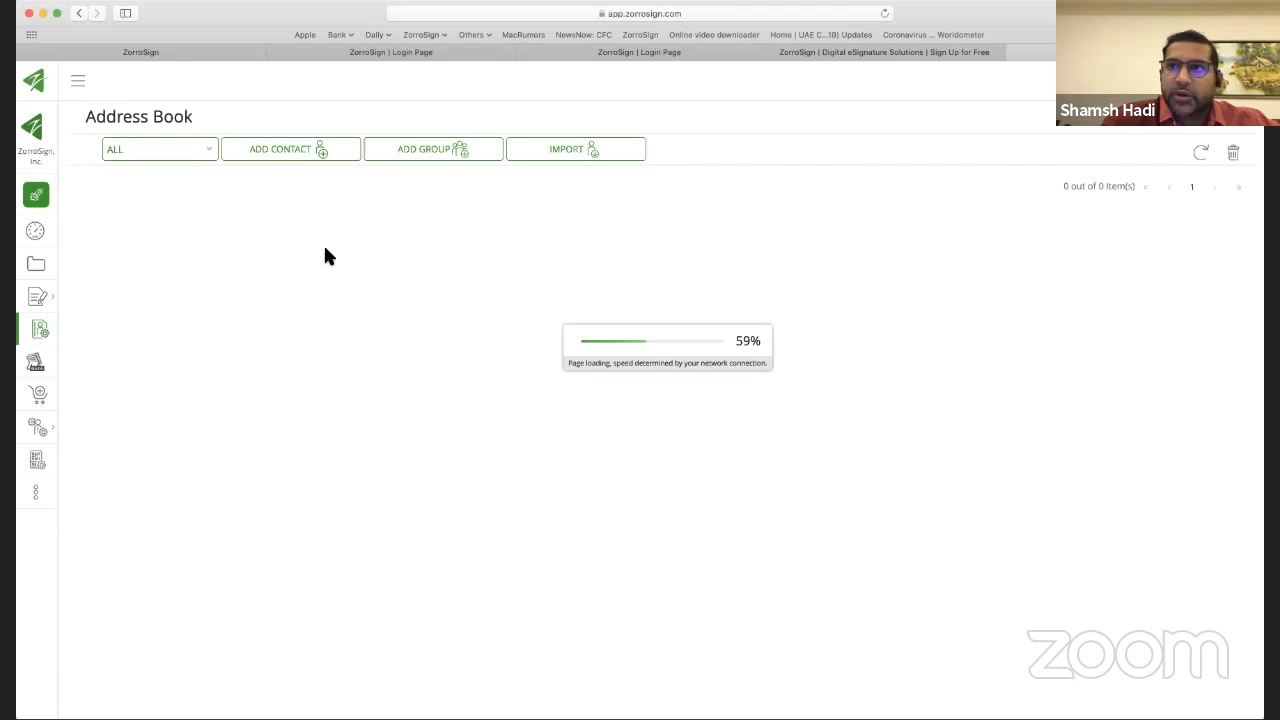 app.zorrosign.com
Apple Bank Daily ZorroSign Others MacRumors NewsNow: CFC ZorroSign Online video downloader Home | UAE C...19) Updates Coronavirus ... Worldometer
ZorroSign ZorroSign | Login Page ZorroSign | Login Page ZorroSign | Digital eSignature Solutions | Sign Up for Free
Shamsh Hadi
Address Book
ZorroSign,
Inc.
ALL ADD CONTACT ADD GROUP IMPORT
0 out of 0 Item(s) « ‹ 1 › »
59%
Page loading, speed determined by your network connection.
zoom